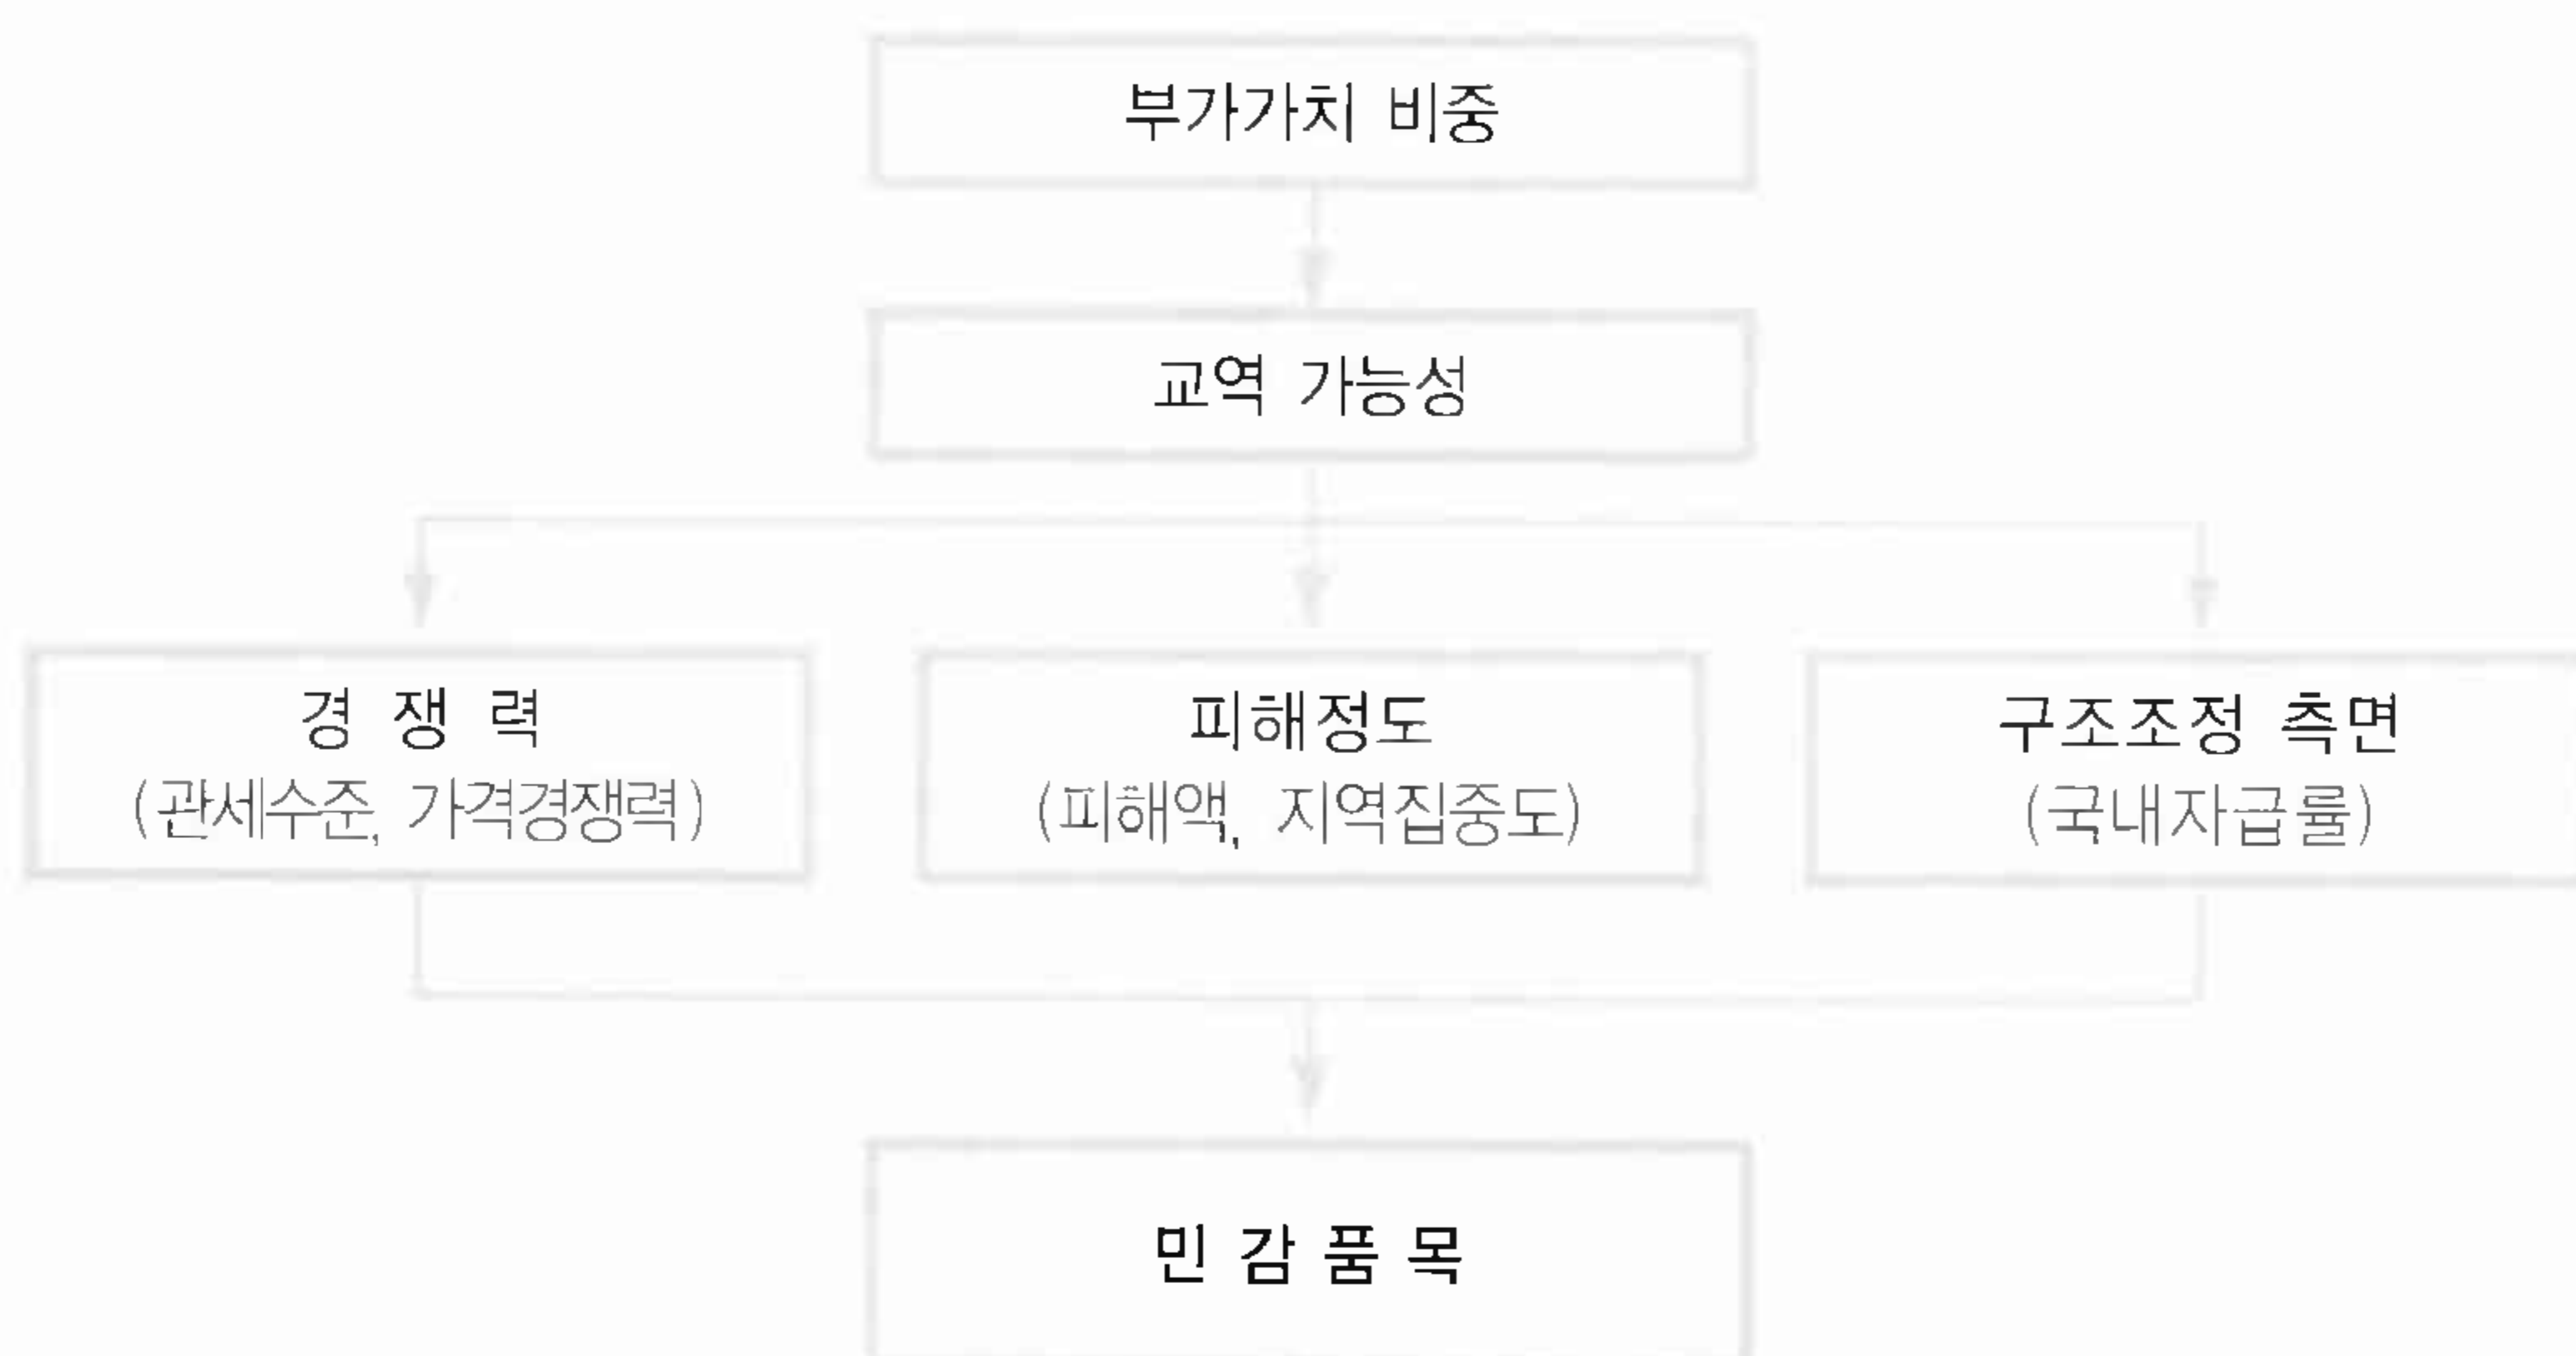 부가가치 비중
교역 가능성
경 쟁 력
(관세수준, 가격경쟁력)
피해정도
(피해액, 지역집중도)
구조조정 측면
(국내자급률)
민 감 품 목